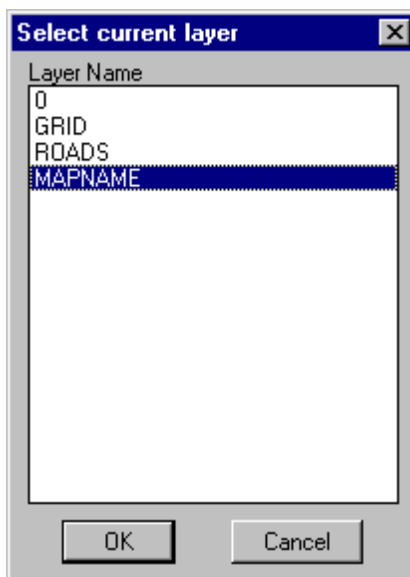 Select current layer
Layer Name
0
GRID
ROADS
MAPNAME
OK
Cancel